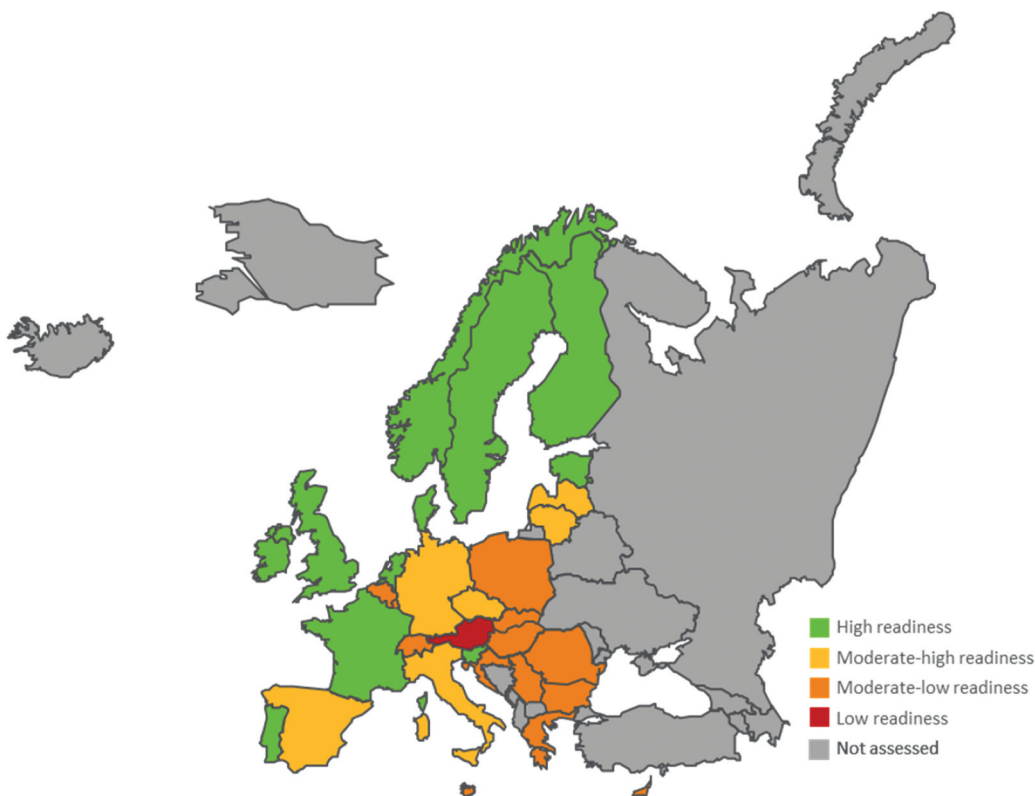 High readiness
Moderate-high readiness
Moderate-low readiness
Low readiness
Not assessed